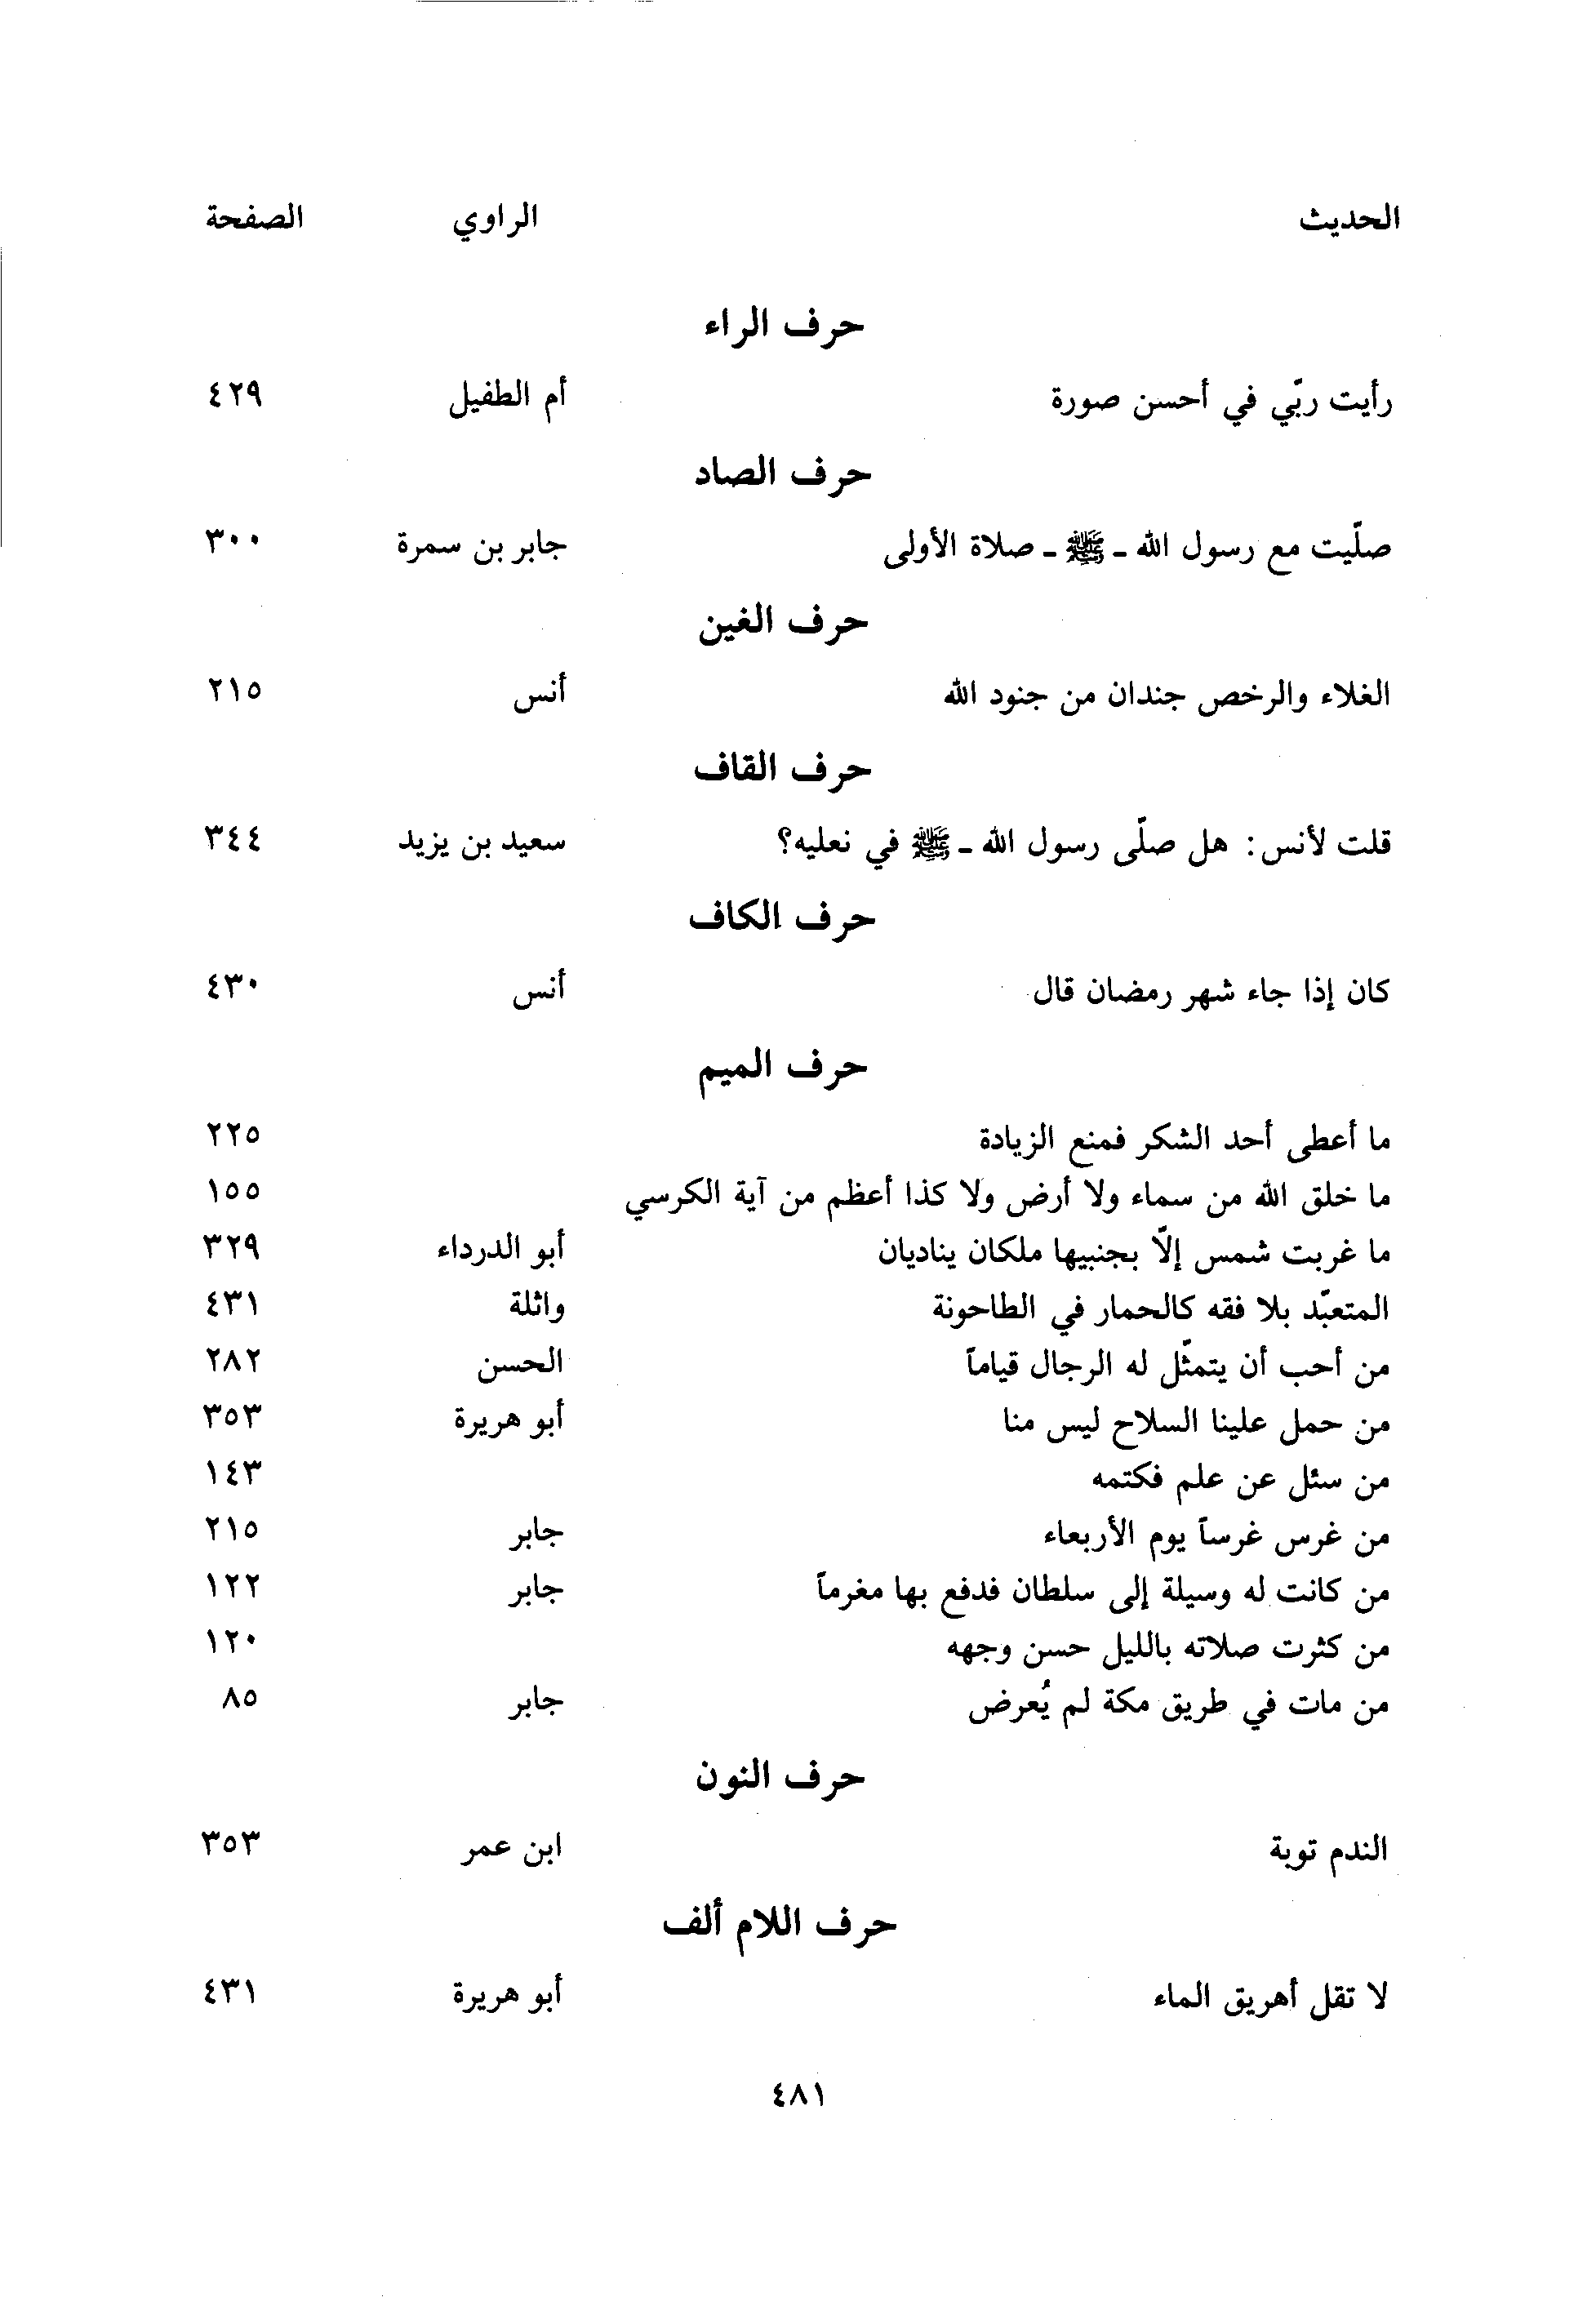 الحديث الراوي الصفحة
حرف الراء
رأيت ربّي في أحسن صورة أم الطفيل ٤٢٩
حرف الصاد
صلّيت مع رسول الله ـ ﷺ ـ صلاة الأولى جابر بن سمرة ٣٠٠
حرف الغين
الغلاء والرخص جندان من جنود الله أنس ٢١٥
حرف القاف
قلت لأنس: هل صلّى رسول الله ـ ﷺ في نعليه؟ سعيد بن يزيد ٣٤٤
حرف الكاف
كان إذا جاء شهر رمضان قال أنس ٤٣٠
حرف الميم
ما أعطى أحد الشكر فمنع الزيادة ٢٢٥
ما خلق الله من سماء ولا أرض ولا كذا أعظم من آية الكرسي ١٥٥
ما غربت شمس إلّا بجنبيها ملكان يناديان أبو الدرداء ٣٢٩
المتعبّد بلا فقه كالحمار في الطاحونة واثلة ٤٣١
من أحب أن يتمثّل له الرجال قياماً الحسن ٢٨٢
من حمل علينا السلاح ليس منا أبو هريرة ٣٥٣
من سئل عن علم فكتمه ١٤٣
من غرس غرساً يوم الأربعاء جابر ٢١٥
من كانت له وسيلة إلى سلطان فدفع بها مغرماً جابر ١٢٢
من كثرت صلاته بالليل حسن وجهه ١٢٠
من مات في طريق مكة لم يُعرض جابر ٨٥
حرف النون
الندم توبة ابن عمر ٣٥٣
حرف اللام ألف
لا تقل أهريق الماء أبو هريرة ٤٣١
٤٨١